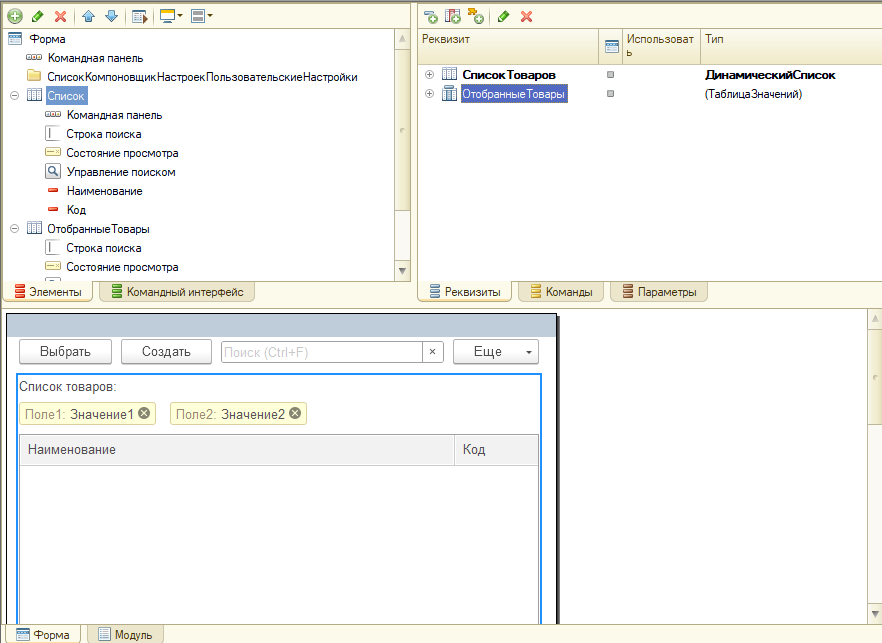 Форма
Командная панель
СписокКомпоновщикНастроекПользовательскиеНастройки
Список
Командная панель
Строка поиска
Состояние просмотра
Управление поиском
Наименование
Код
ОтобранныеТовары
Строка поиска
Состояние просмотра
Элементы
Командный интерфейс
Реквизит
Использовать
Тип
СписокТоваров
ДинамическийСписок
ОтобранныеТовары
(ТаблицаЗначений)
Реквизиты
Команды
Параметры
Выбрать
Создать
Поиск (Ctrl+F)
×
Еще
Список товаров:
Поле1: Значение1
Поле2: Значение2
Наименование
Код
Форма
Модуль